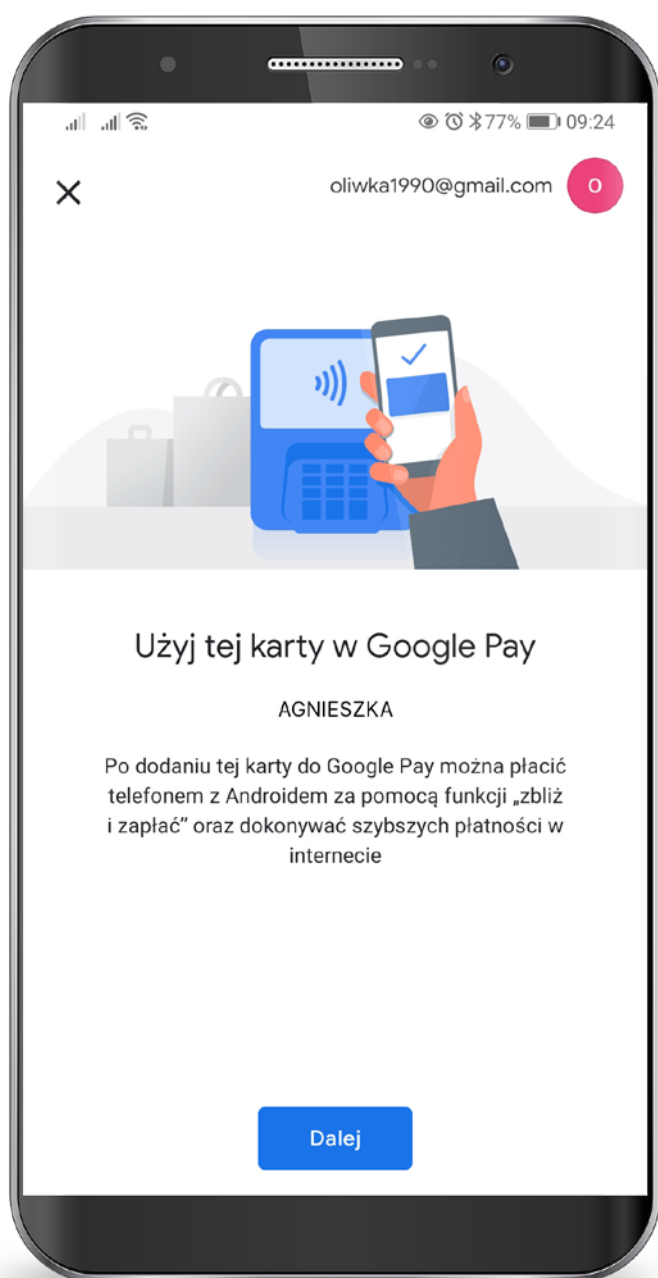 77% 09:24
oliwka1990@gmail.com O
Użyj tej karty w Google Pay
AGNIESZKA
Po dodaniu tej karty do Google Pay można płacić
telefonem z Androidem za pomocą funkcji „zbliż
i zapłać” oraz dokonywać szybszych płatności w
internecie
Dalej